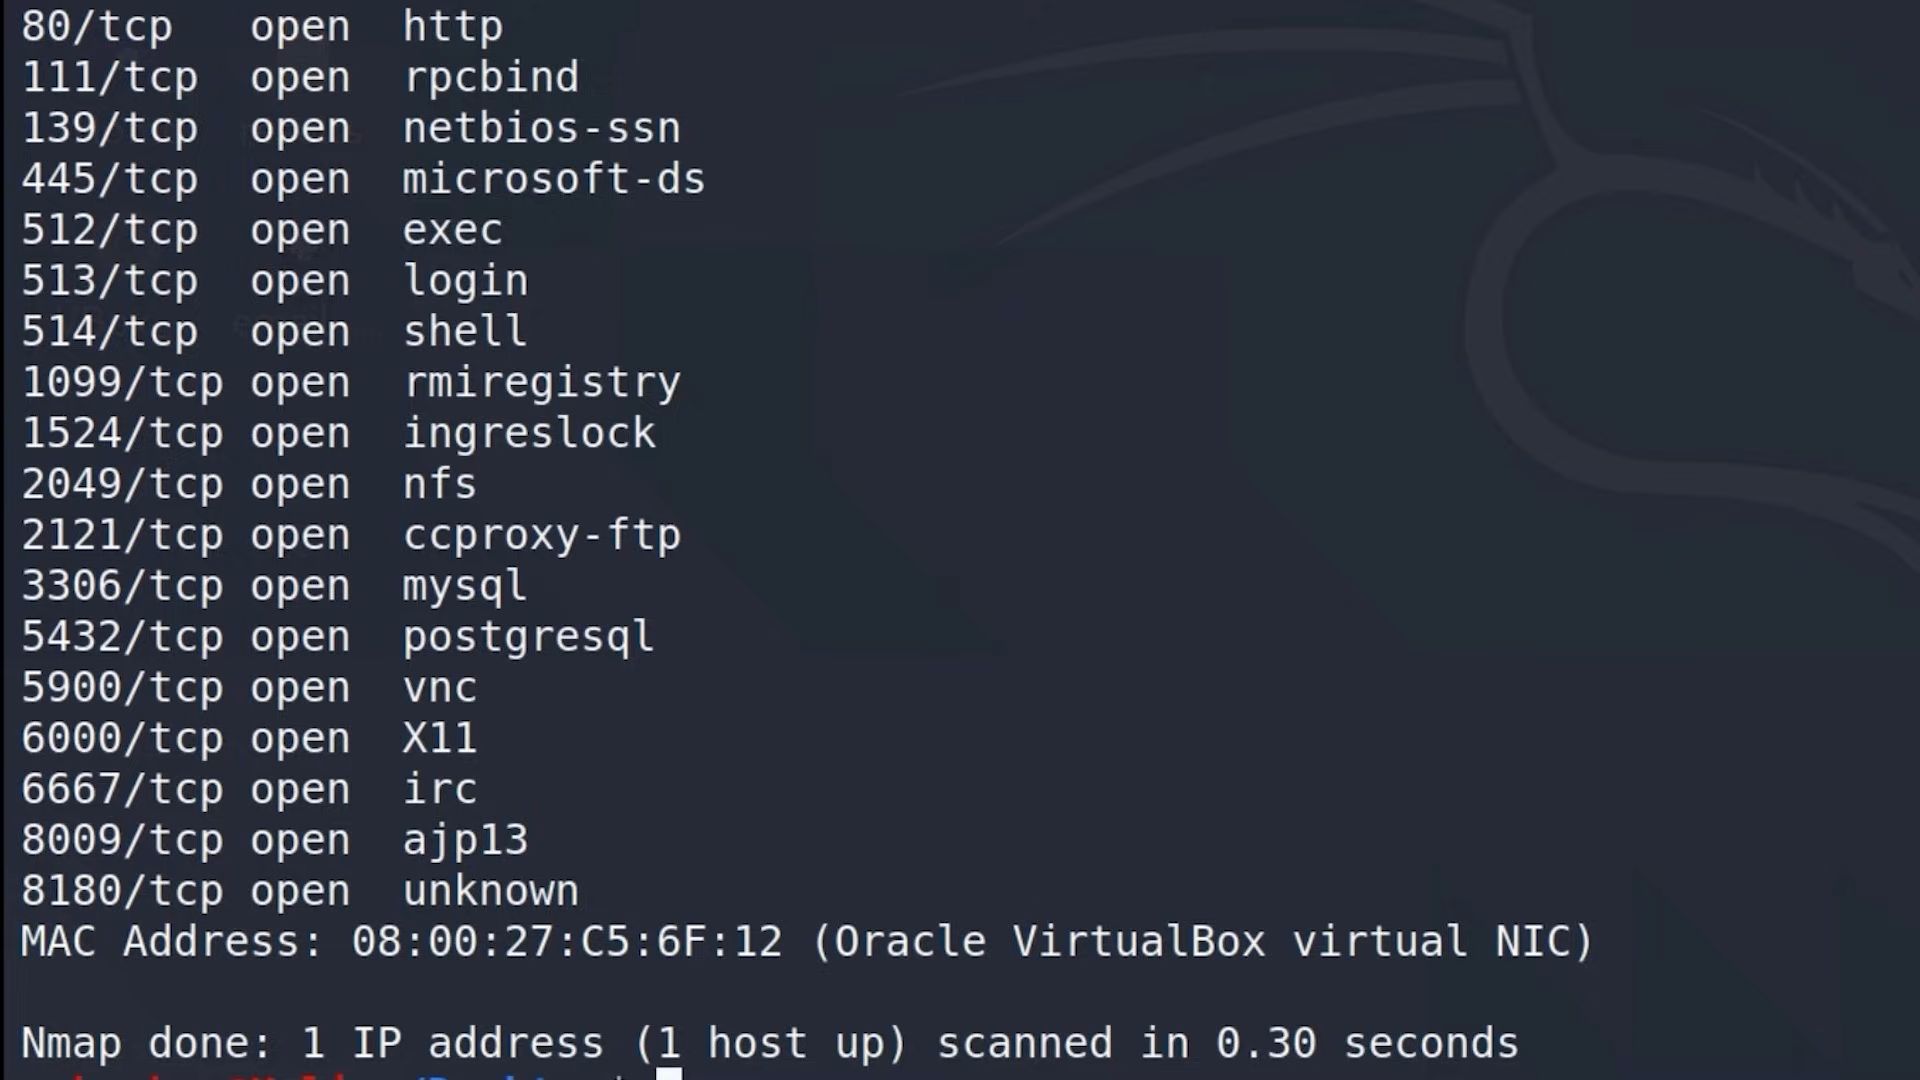 80/tcp open http
111/tcp open rpcbind
139/tcp open netbios-ssn
445/tcp open microsoft-ds
512/tcp open exec
513/tcp open login
514/tcp open shell
1099/tcp open rmiregistry
1524/tcp open ingreslock
2049/tcp open nfs
2121/tcp open ccproxy-ftp
3306/tcp open mysql
5432/tcp open postgresql
5900/tcp open vnc
6000/tcp open X11
6667/tcp open irc
8009/tcp open ajp13
8180/tcp open unknown
MAC Address: 08:00:27:C5:6F:12 (Oracle VirtualBox virtual NIC)
Nmap done: 1 IP address (1 host up) scanned in 0.30 seconds